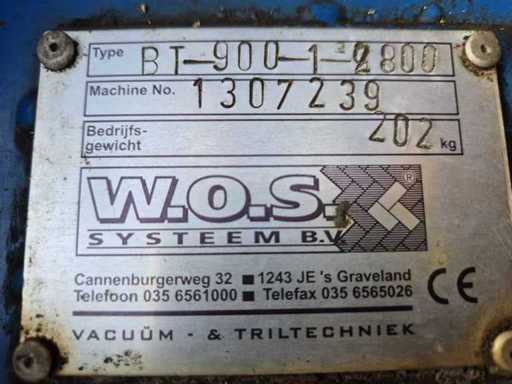 Type BT-900-1-2800
Machine No. 1307239
Bedrijfs-
gewicht 202 kg
W.O.S. ®
SYSTEEM B.V.
Cannenburgerweg 32 ■ 1243 JE 's Graveland
Telefoon 035 6561000 ■ Telefax 035 6565026
CE
VACUÜM - & TRILTECHNIEK